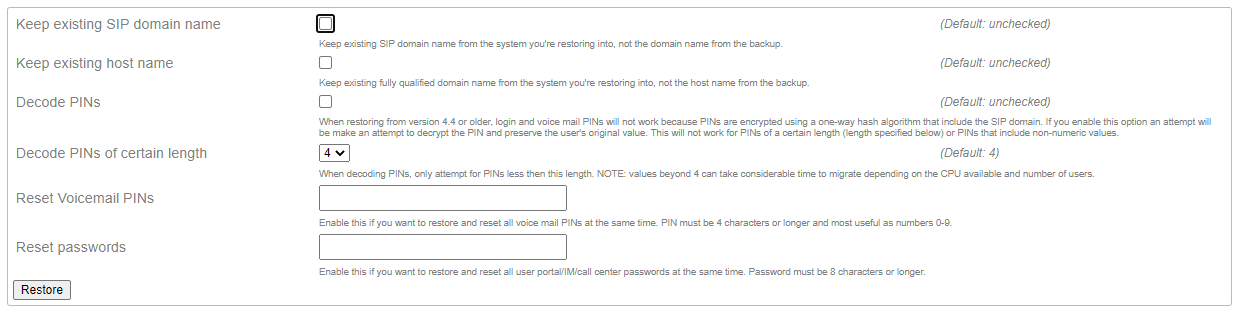 Keep existing SIP domain name (Default: unchecked)
Keep existing SIP domain name from the system you're restoring into, not the domain name from the backup.
Keep existing host name (Default: unchecked)
Keep existing fully qualified domain name from the system you're restoring into, not the host name from the backup.
Decode PINs (Default: unchecked)
When restoring from version 4.4 or older, login and voice mail PINs will not work because PINs are encrypted using a one-way hash algorithm that include the SIP domain. If you enable this option an attempt will
be make an attempt to decrypt the PIN and preserve the user's original value. This will not work for PINs of a certain length (length specified below) or PINs that include non-numeric values.
Decode PINs of certain length 4 (Default: 4)
When decoding PINs, only attempt for PINs less then this length. NOTE: values beyond 4 can take considerable time to migrate depending on the CPU available and number of users.
Reset Voicemail PINs
Enable this if you want to restore and reset all voice mail PINs at the same time. PIN must be 4 characters or longer and most useful as numbers 0-9.
Reset passwords
Enable this if you want to restore and reset all user portal/IM/call center passwords at the same time. Password must be 8 characters or longer.
Restore